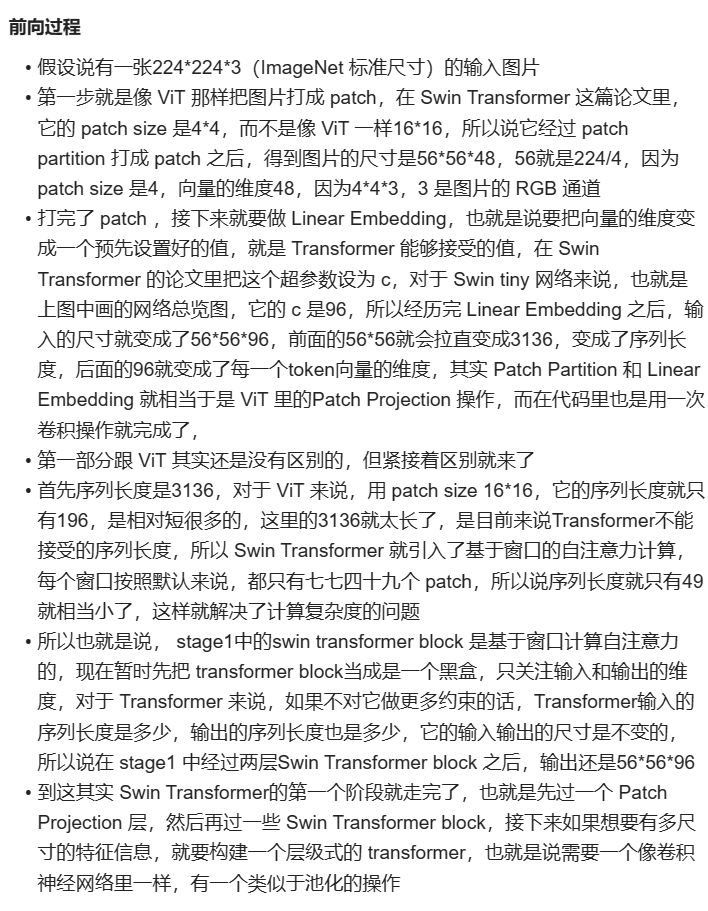 前向过程
• 假设说有一张224*224*3（ImageNet 标准尺寸）的输入图片
• 第一步就是像 ViT 那样把图片打成 patch，在 Swin Transformer 这篇论文里，
它的 patch size 是4*4，而不是像 ViT 一样16*16，所以说它经过 patch
partition 打成 patch 之后，得到图片的尺寸是56*56*48，56就是224/4，因为
patch size 是4，向量的维度48，因为4*4*3，3 是图片的 RGB 通道
• 打完了 patch ，接下来就要做 Linear Embedding，也就是说要把向量的维度变
成一个预先设置好的值，就是 Transformer 能够接受的值，在 Swin
Transformer 的论文里把这个超参数设为 c，对于 Swin tiny 网络来说，也就是
上图中画的网络总览图，它的 c 是96，所以经历完 Linear Embedding 之后，输
入的尺寸就变成了56*56*96，前面的56*56就会拉直变成3136，变成了序列长
度，后面的96就变成了每一个token向量的维度，其实 Patch Partition 和 Linear
Embedding 就相当于是 ViT 里的Patch Projection 操作，而在代码里也是用一次
卷积操作就完成了，
• 第一部分跟 ViT 其实还是没有区别的，但紧接着区别就来了
• 首先序列长度是3136，对于 ViT 来说，用 patch size 16*16，它的序列长度就只
有196，是相对短很多的，这里的3136就太长了，是目前来说Transformer不能
接受的序列长度，所以 Swin Transformer 就引入了基于窗口的自注意力计算，
每个窗口按照默认来说，都只有七七四十九个 patch，所以说序列长度就只有49
就相当小了，这样就解决了计算复杂度的问题
• 所以也就是说， stage1中的swin transformer block 是基于窗口计算自注意力
的，现在暂时先把 transformer block当成是一个黑盒，只关注输入和输出的维
度，对于 Transformer 来说，如果不对它做更多约束的话，Transformer输入的
序列长度是多少，输出的序列长度也是多少，它的输入输出的尺寸是不变的，
所以说在 stage1 中经过两层Swin Transformer block 之后，输出还是56*56*96
• 到这其实 Swin Transformer的第一个阶段就走完了，也就是先过一个 Patch
Projection 层，然后再过一些 Swin Transformer block，接下来如果想要有多尺
寸的特征信息，就要构建一个层级式的 transformer，也就是说需要一个像卷积
神经网络里一样，有一个类似于池化的操作